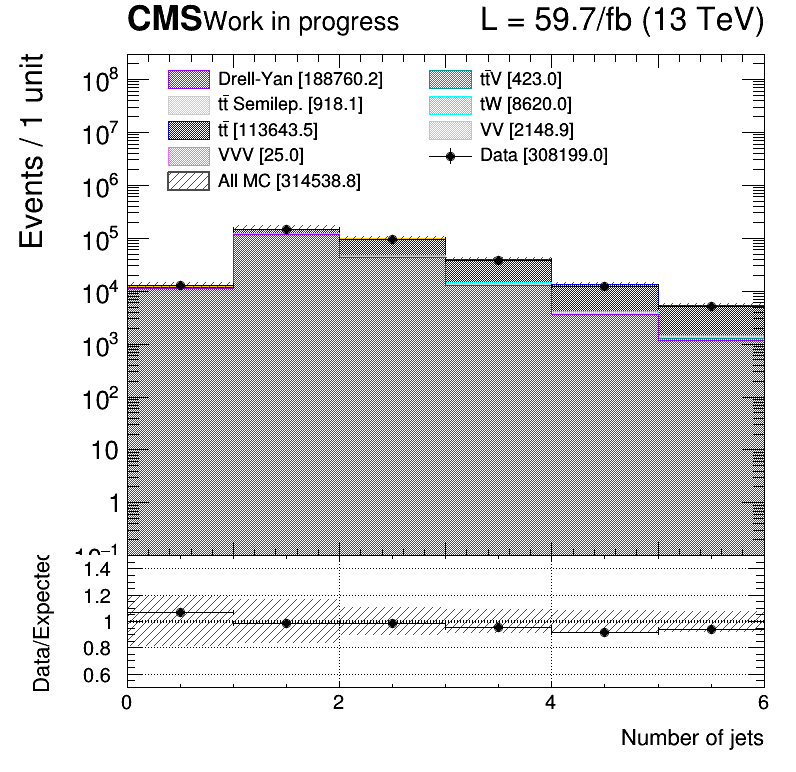 CMS Work in progress L = 59.7/fb (13 TeV)
Events / 1 unit
Drell-Yan [188760.2]
tt̄ Semilep. [918.1]
tt̄ [113643.5]
VVV [25.0]
All MC [314538.8]
tt̄V [423.0]
tW [8620.0]
VV [2148.9]
Data [308199.0]
10⁸
10⁷
10⁶
10⁵
10⁴
10³
10²
10
1
10⁻¹
Data/Expected
1.4
1.2
1
0.8
0.6
0 2 4 6
Number of jets